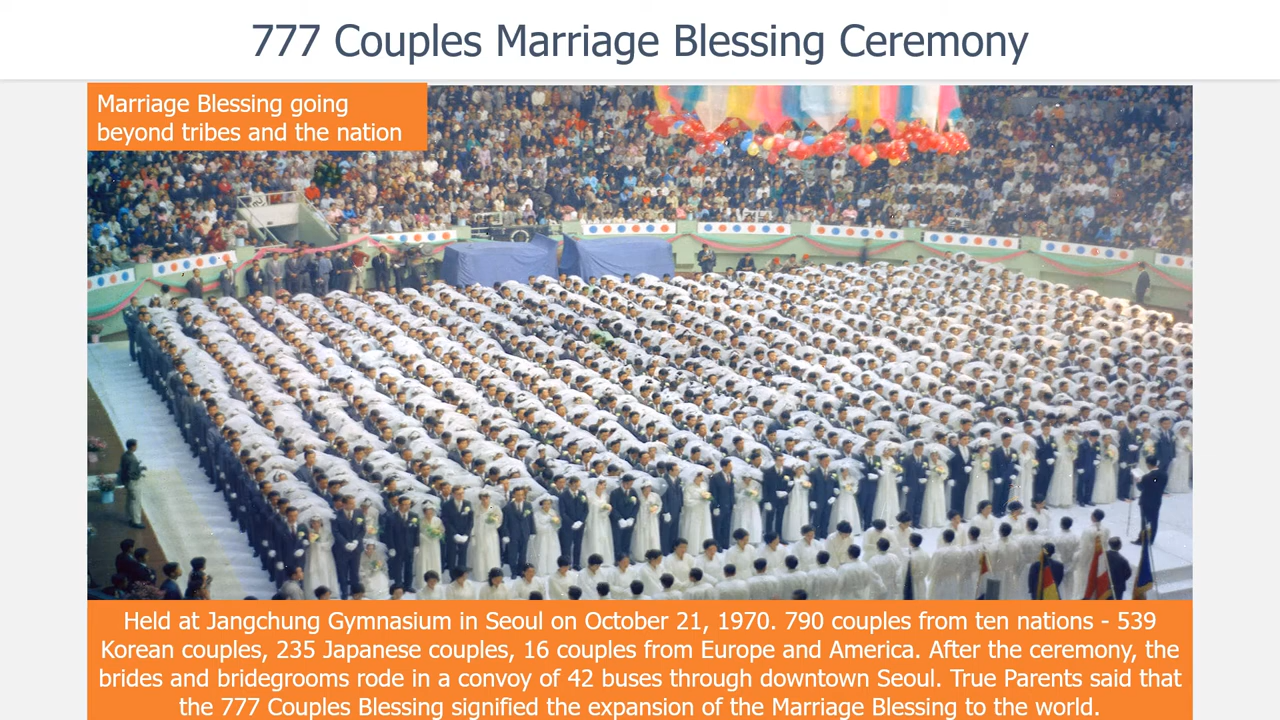 777 Couples Marriage Blessing Ceremony
Marriage Blessing going
beyond tribes and the nation
Held at Jangchung Gymnasium in Seoul on October 21, 1970. 790 couples from ten nations - 539
Korean couples, 235 Japanese couples, 16 couples from Europe and America. After the ceremony, the
brides and bridegrooms rode in a convoy of 42 buses through downtown Seoul. True Parents said that
the 777 Couples Blessing signified the expansion of the Marriage Blessing to the world.